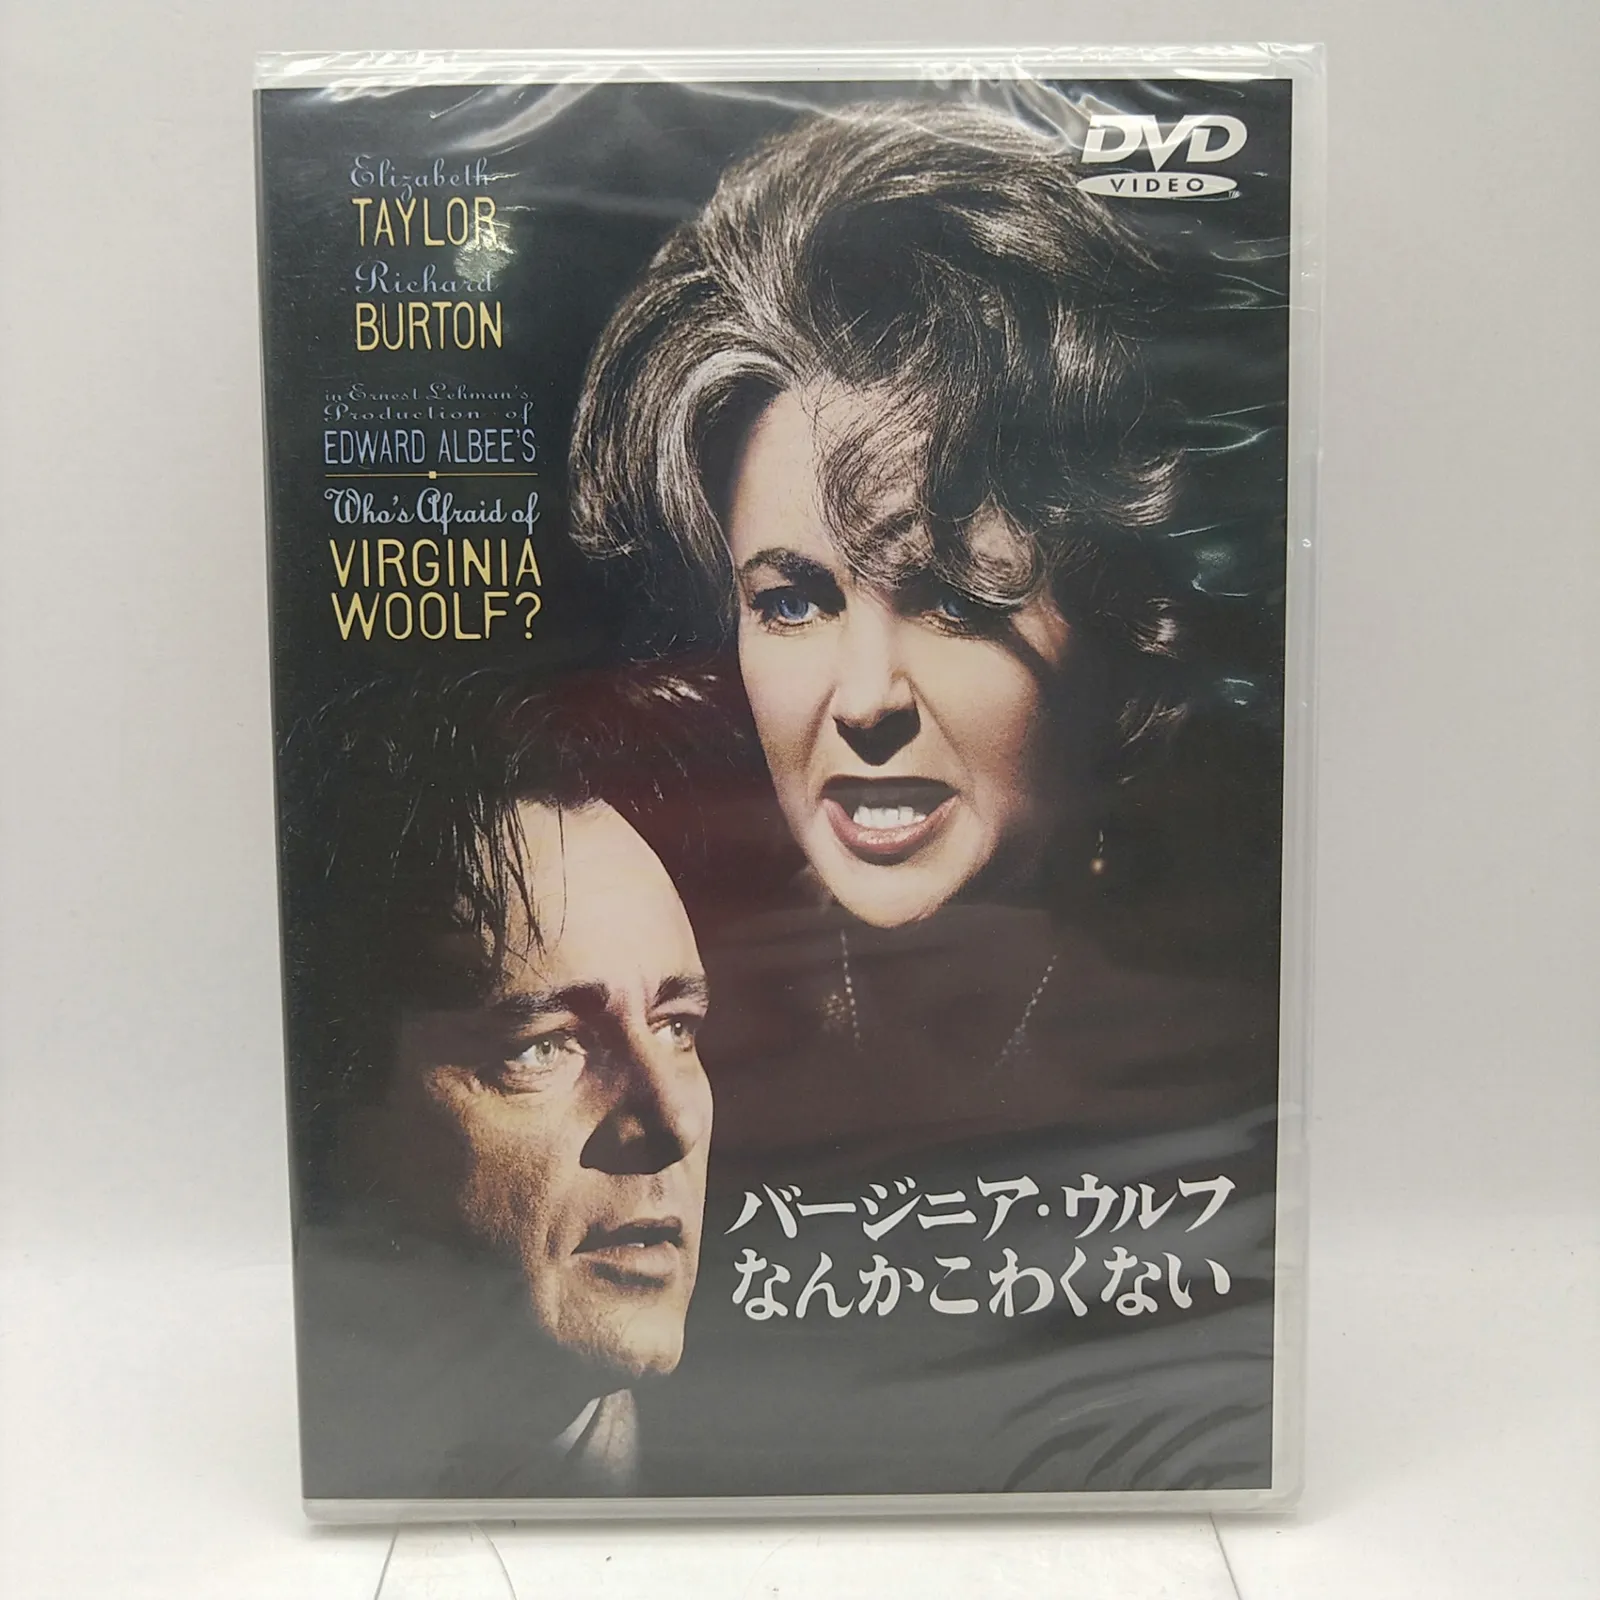 DVD
VIDEO
Elizabeth
TAYLOR
Richard
BURTON
in Ernest Lehman's
Production of
EDWARD ALBEE'S
Who's Afraid of
VIRGINIA
WOOLF?
バージニア・ウルフ
なんかこわくない